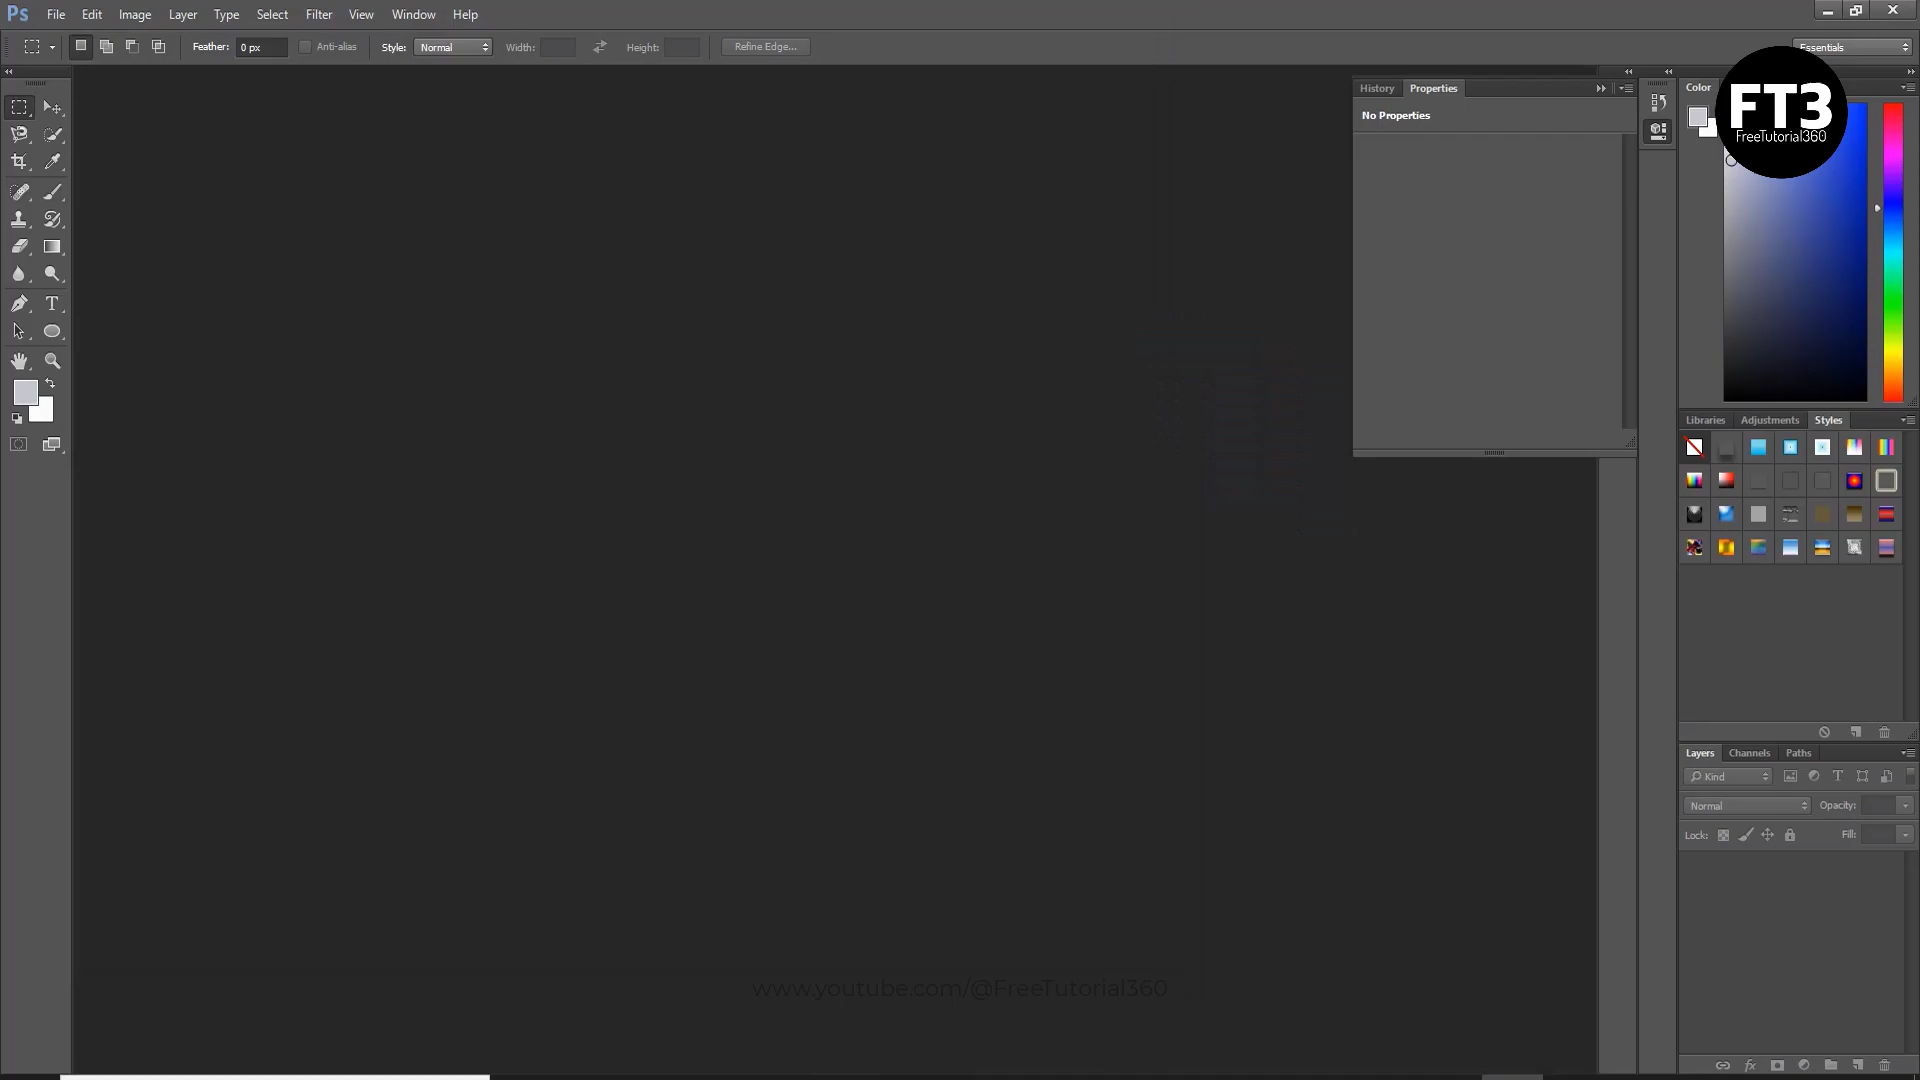 Ps File Edit Image Layer Type Select Filter View Window Help
Feather: 0 px Anti-alias Style: Normal Width: Height: Refine Edge... Essentials
History Properties
No Properties
Color
FT3
FreeTutorial360
Libraries Adjustments Styles
Layers Channels Paths
Kind
Normal Opacity:
Lock: Fill:
www.youtube.com/@FreeTutorial360